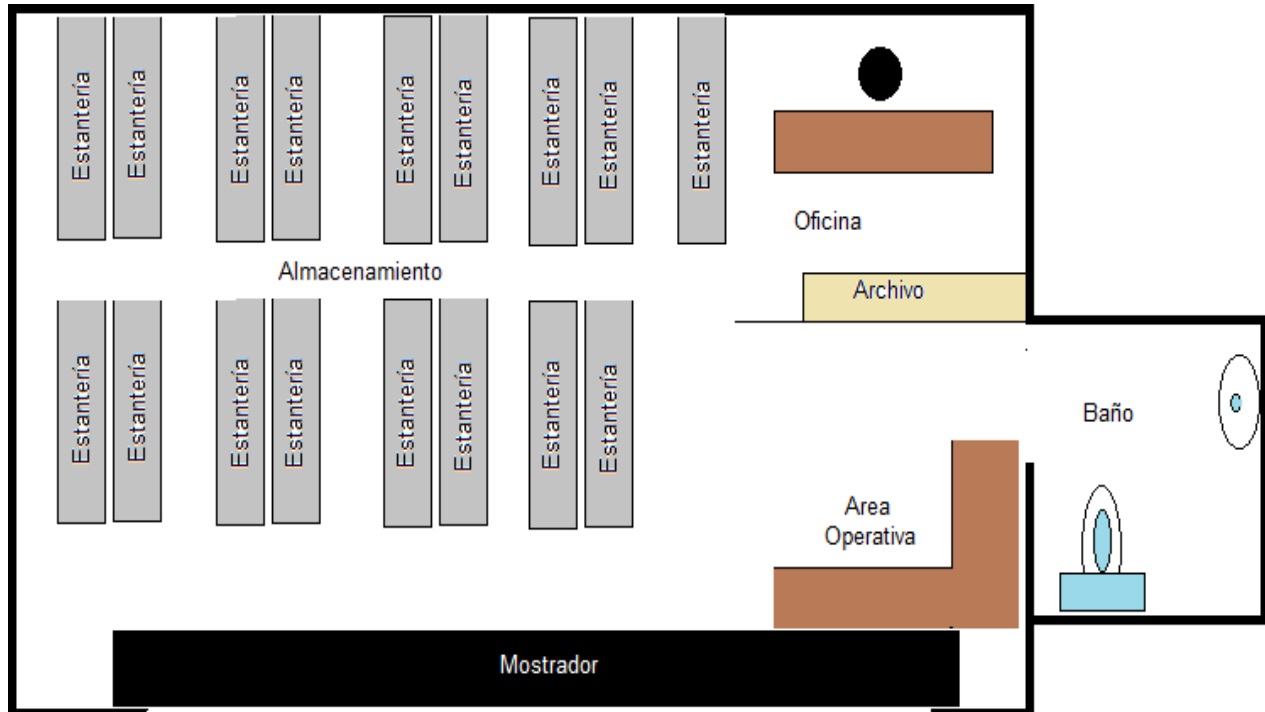 Estantería
Estantería
Estantería
Estantería
Estantería
Estantería
Estantería
Estantería
Estantería
Oficina
Almacenamiento
Archivo
Estantería
Estantería
Estantería
Estantería
Estantería
Estantería
Estantería
Estantería
Baño
Area
Operativa
Mostrador